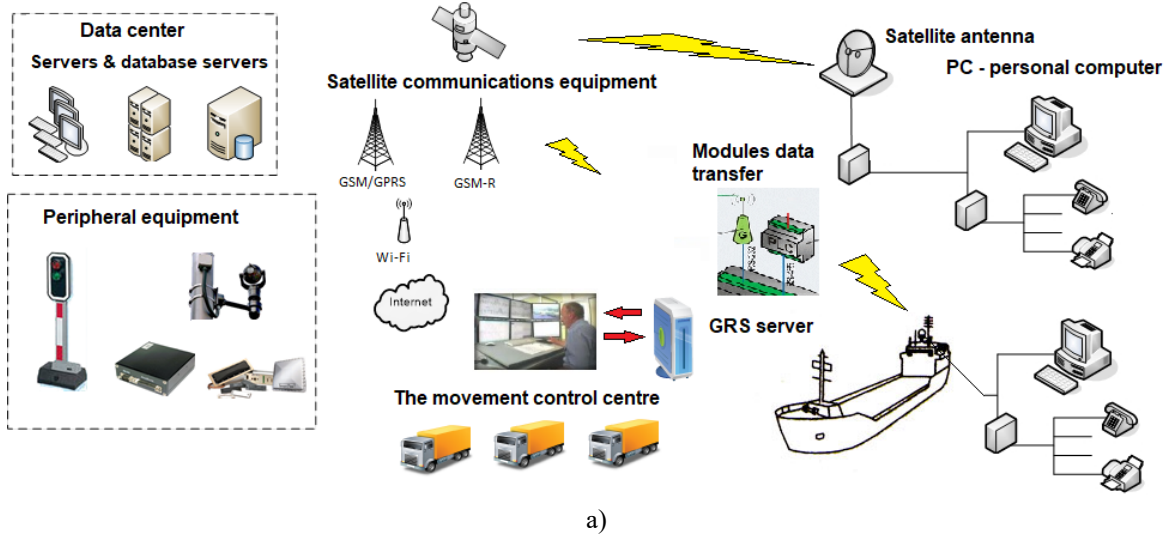 Data center
Servers & database servers
Satellite communications equipment
Satellite antenna
PC - personal computer
GSM/GPRS
GSM-R
Modules data
transfer
Peripheral equipment
Wi-Fi
Internet
GRS server
The movement control centre
a)